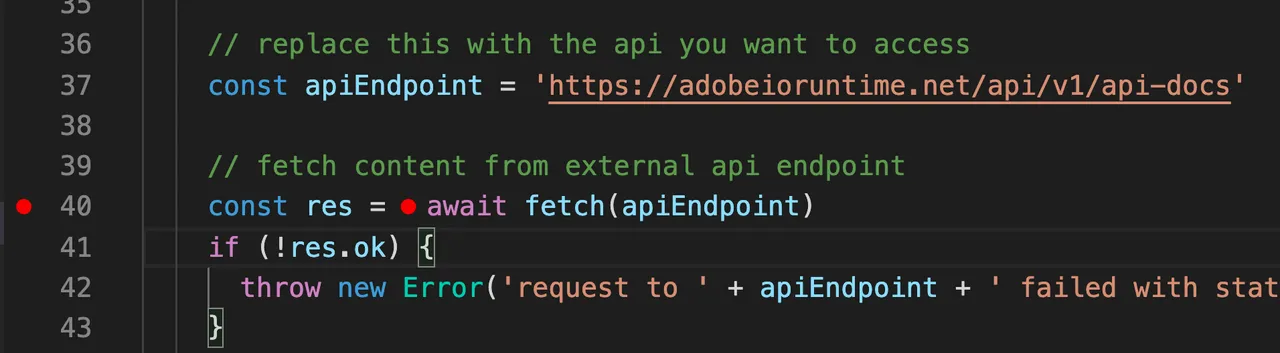 35
36 // replace this with the api you want to access
37 const apiEndpoint = 'https://adobeioruntime.net/api/v1/api-docs'
38
39 // fetch content from external api endpoint
40 const res = await fetch(apiEndpoint)
41 if (!res.ok) {
42 throw new Error('request to ' + apiEndpoint + ' failed with stat
43 }